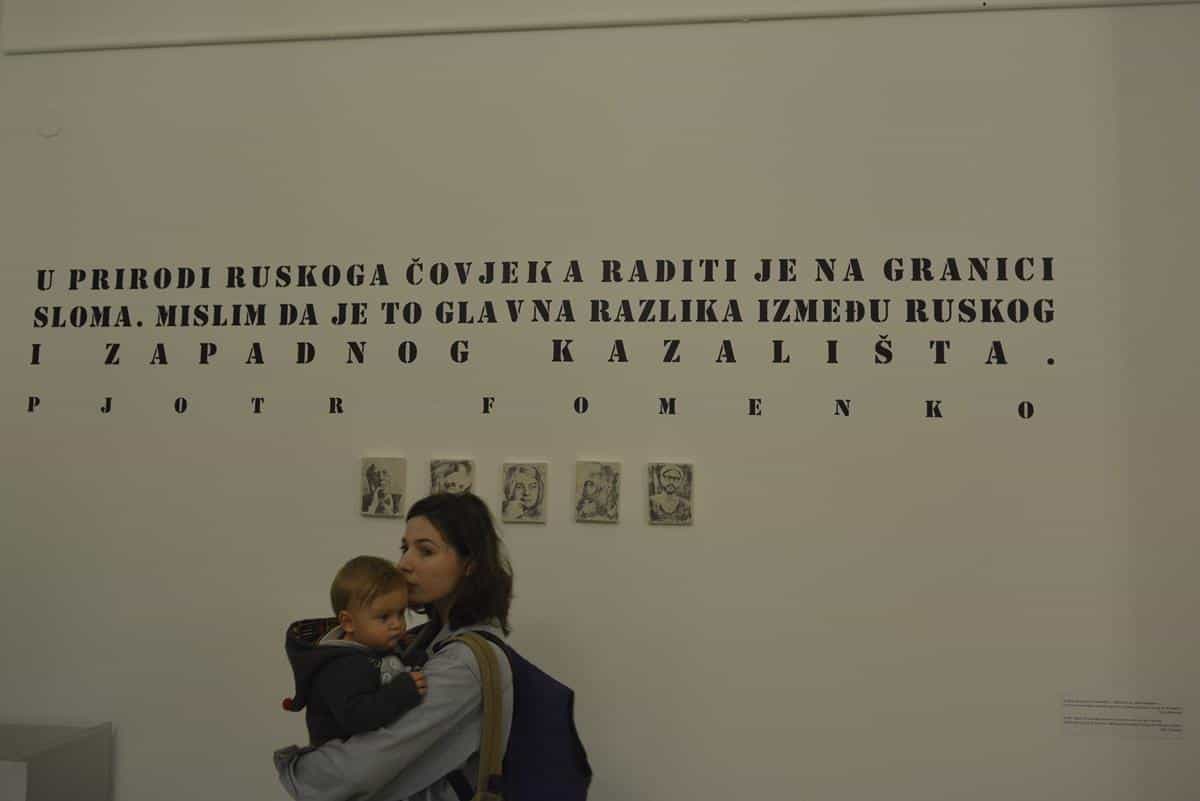 U PRIRODI RUSKOGA ČOVJEKA RADITI JE NA GRANICI
SLOMA. MISLIM DA JE TO GLAVNA RAZLIKA IZMEĐU RUSKOG
I ZAPADNOG KAZALIŠTA.
PJOTR FOMENKO